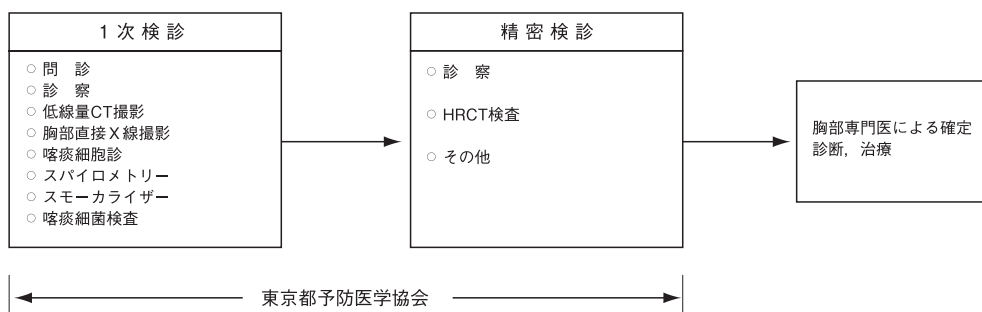 1 次 検 診
○ 問　診
○ 診　察
○ 低線量CT撮影
○ 胸部直接X線撮影
○ 喀痰細胞診
○ スパイロメトリー
○ スモーカライザー
○ 喀痰細菌検査
精 密 検 診
○ 診　察
○ HRCT検査
○ その他
胸部専門医による確定
診断，治療
東京都予防医学協会